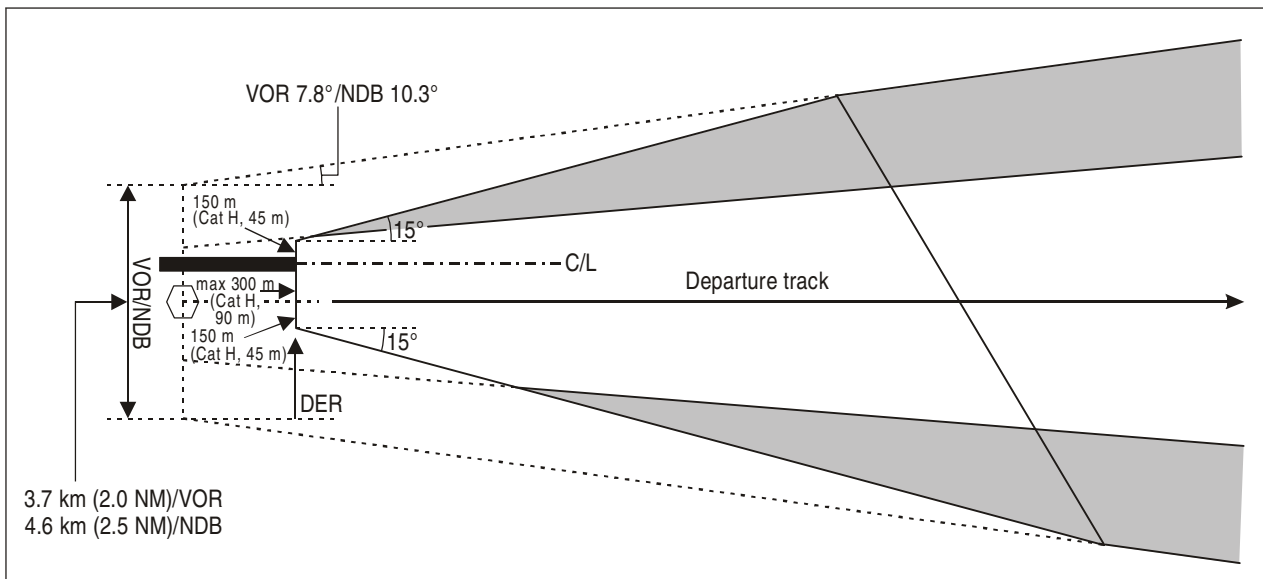 VOR 7.8°/NDB 10.3°
150 m
(Cat H, 45 m)
15°
C/L
VOR/NDB
max 300 m
(Cat H,
90 m)
Departure track
150 m
(Cat H, 45 m)
15°
DER
3.7 km (2.0 NM)/VOR
4.6 km (2.5 NM)/NDB